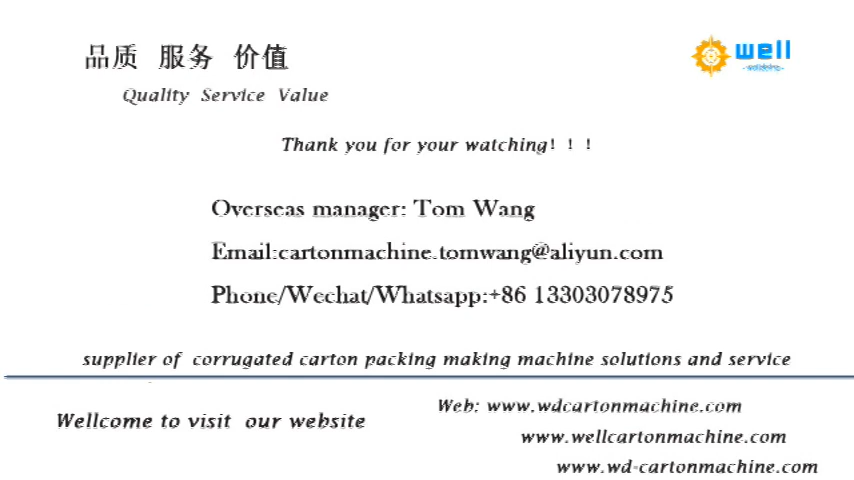 品质 服务 价值
well
Quality Service Value
Thank you for your watching！！！
Overseas manager: Tom Wang
Email:cartonmachine.tomwang@aliyun.com
Phone/Wechat/Whatsapp:+86 13303078975
supplier of corrugated carton packing making machine solutions and service
Wellcome to visit our website
Web: www.wdcartonmachine.com
www.wellcartonmachine.com
www.wd-cartonmachine.com